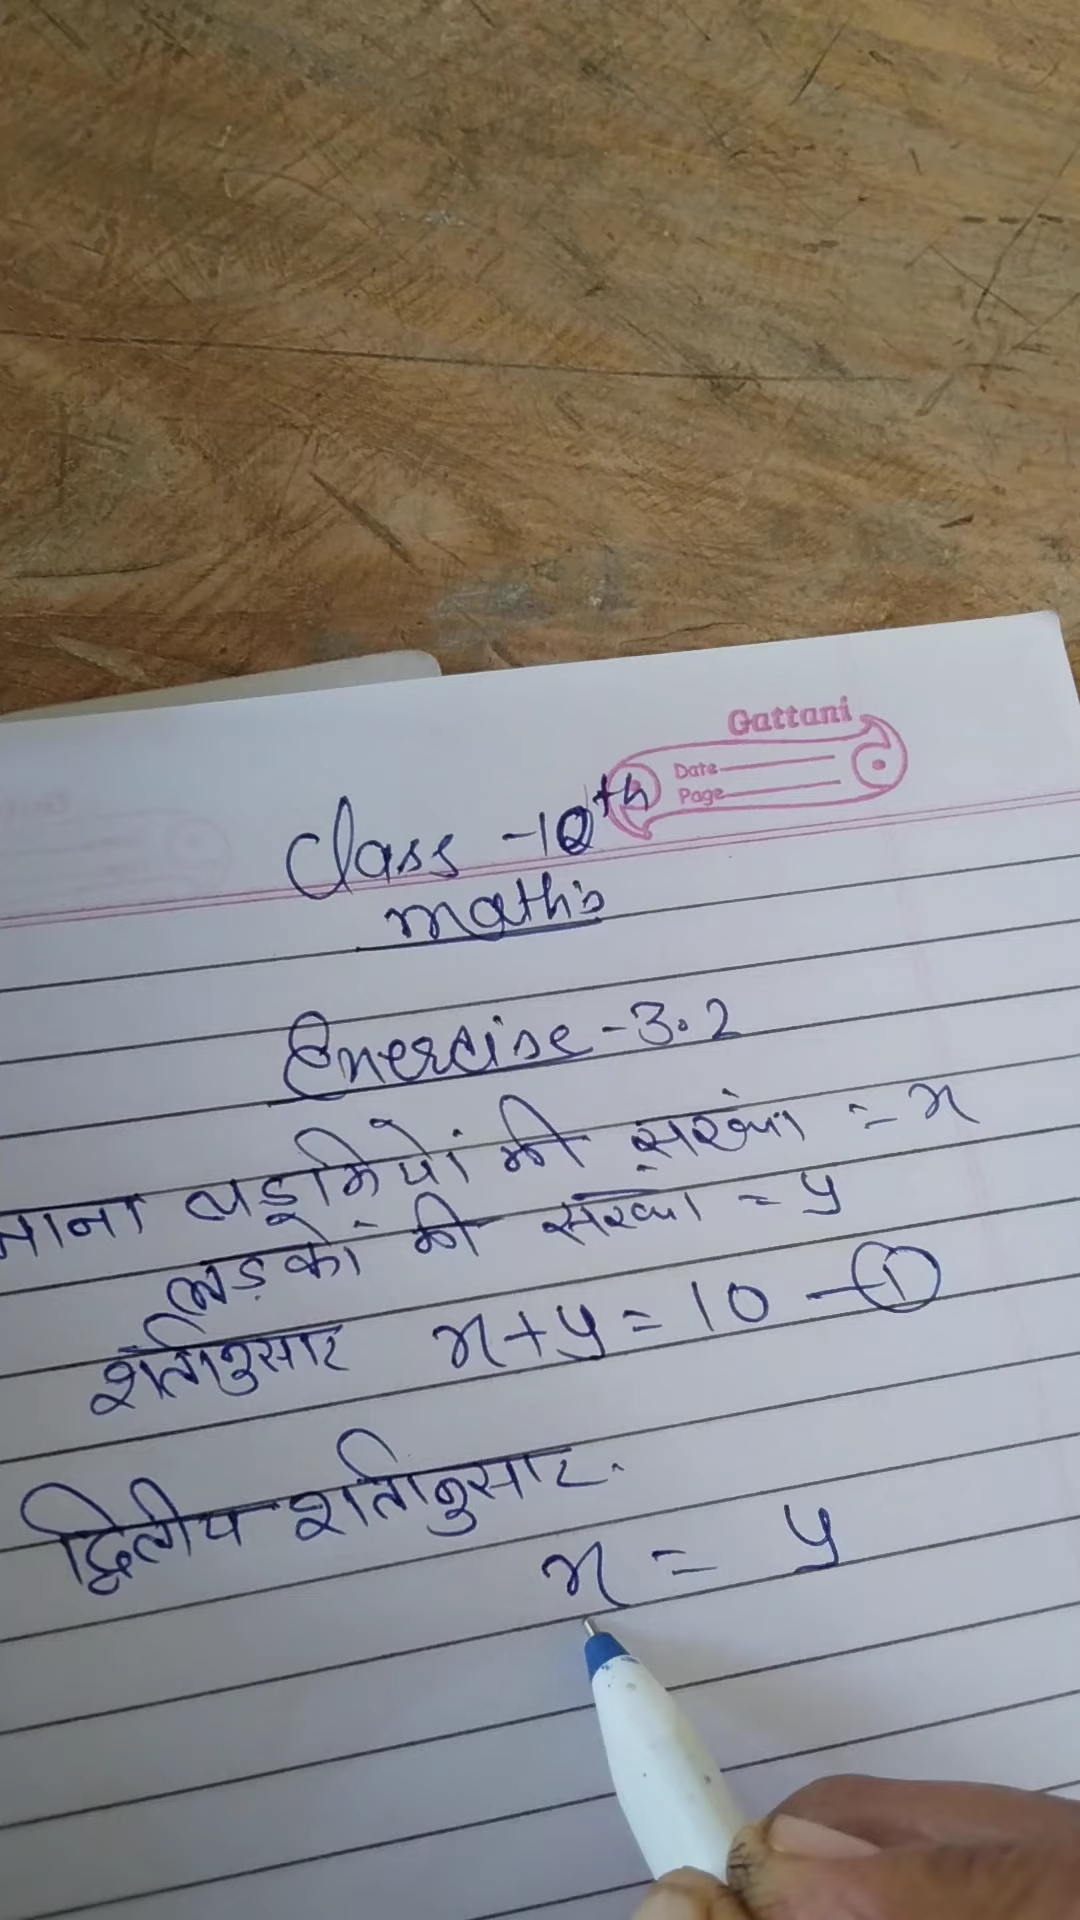 Gattani
Date
Page
Class -10th
maths
Exercise -3.2
माना लड़कियों की संख्या = x
लड़कों की संख्या = y
शर्तानुसार x+y=10 -①
द्वितीय शर्तानुसार
x = y